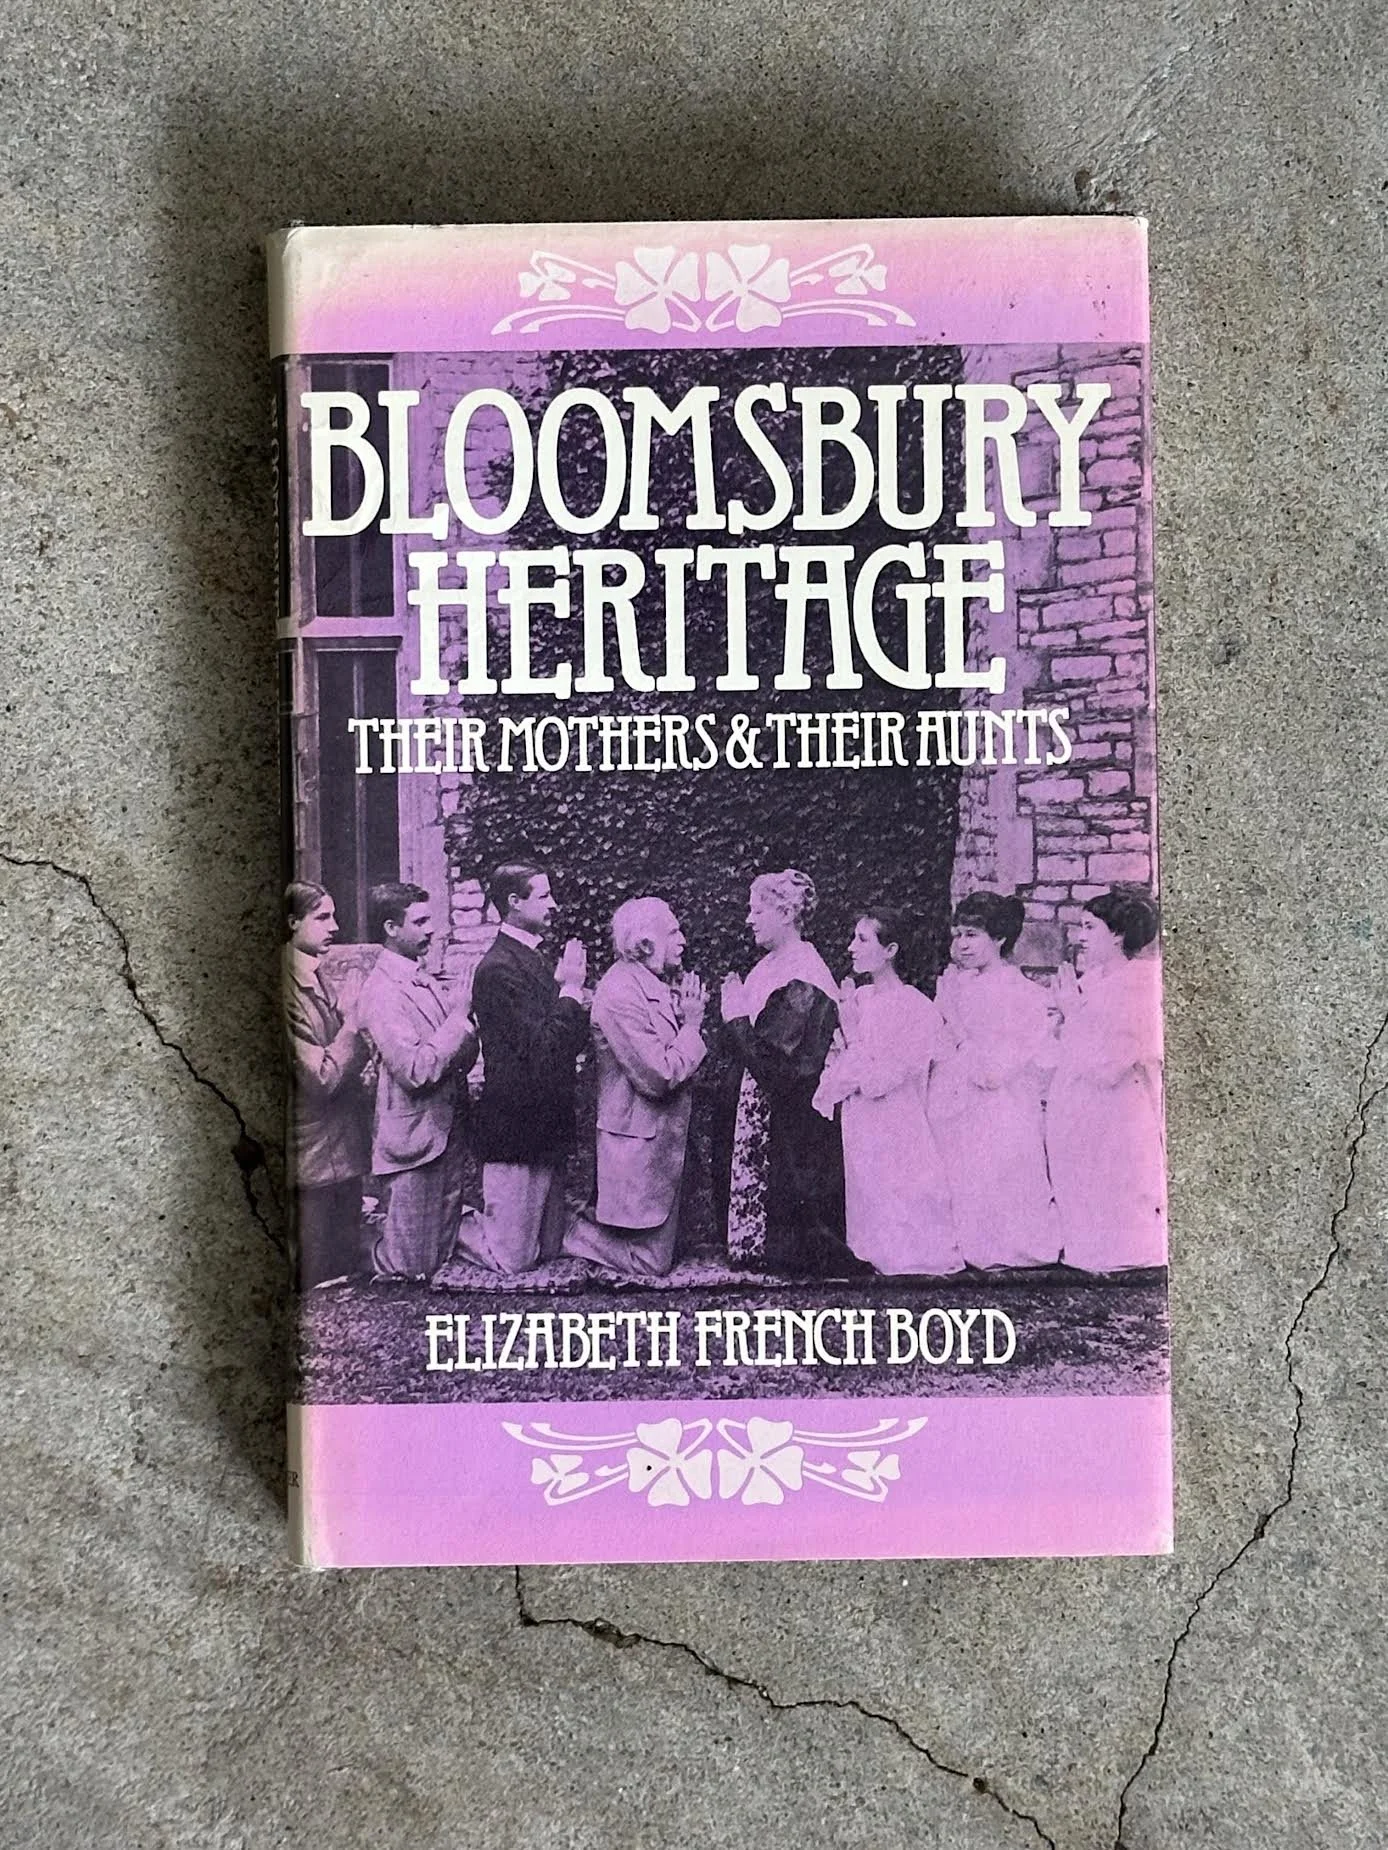 BLOOMSBURY
HERITAGE
THEIR MOTHERS & THEIR AUNTS
ELIZABETH FRENCH BOYD